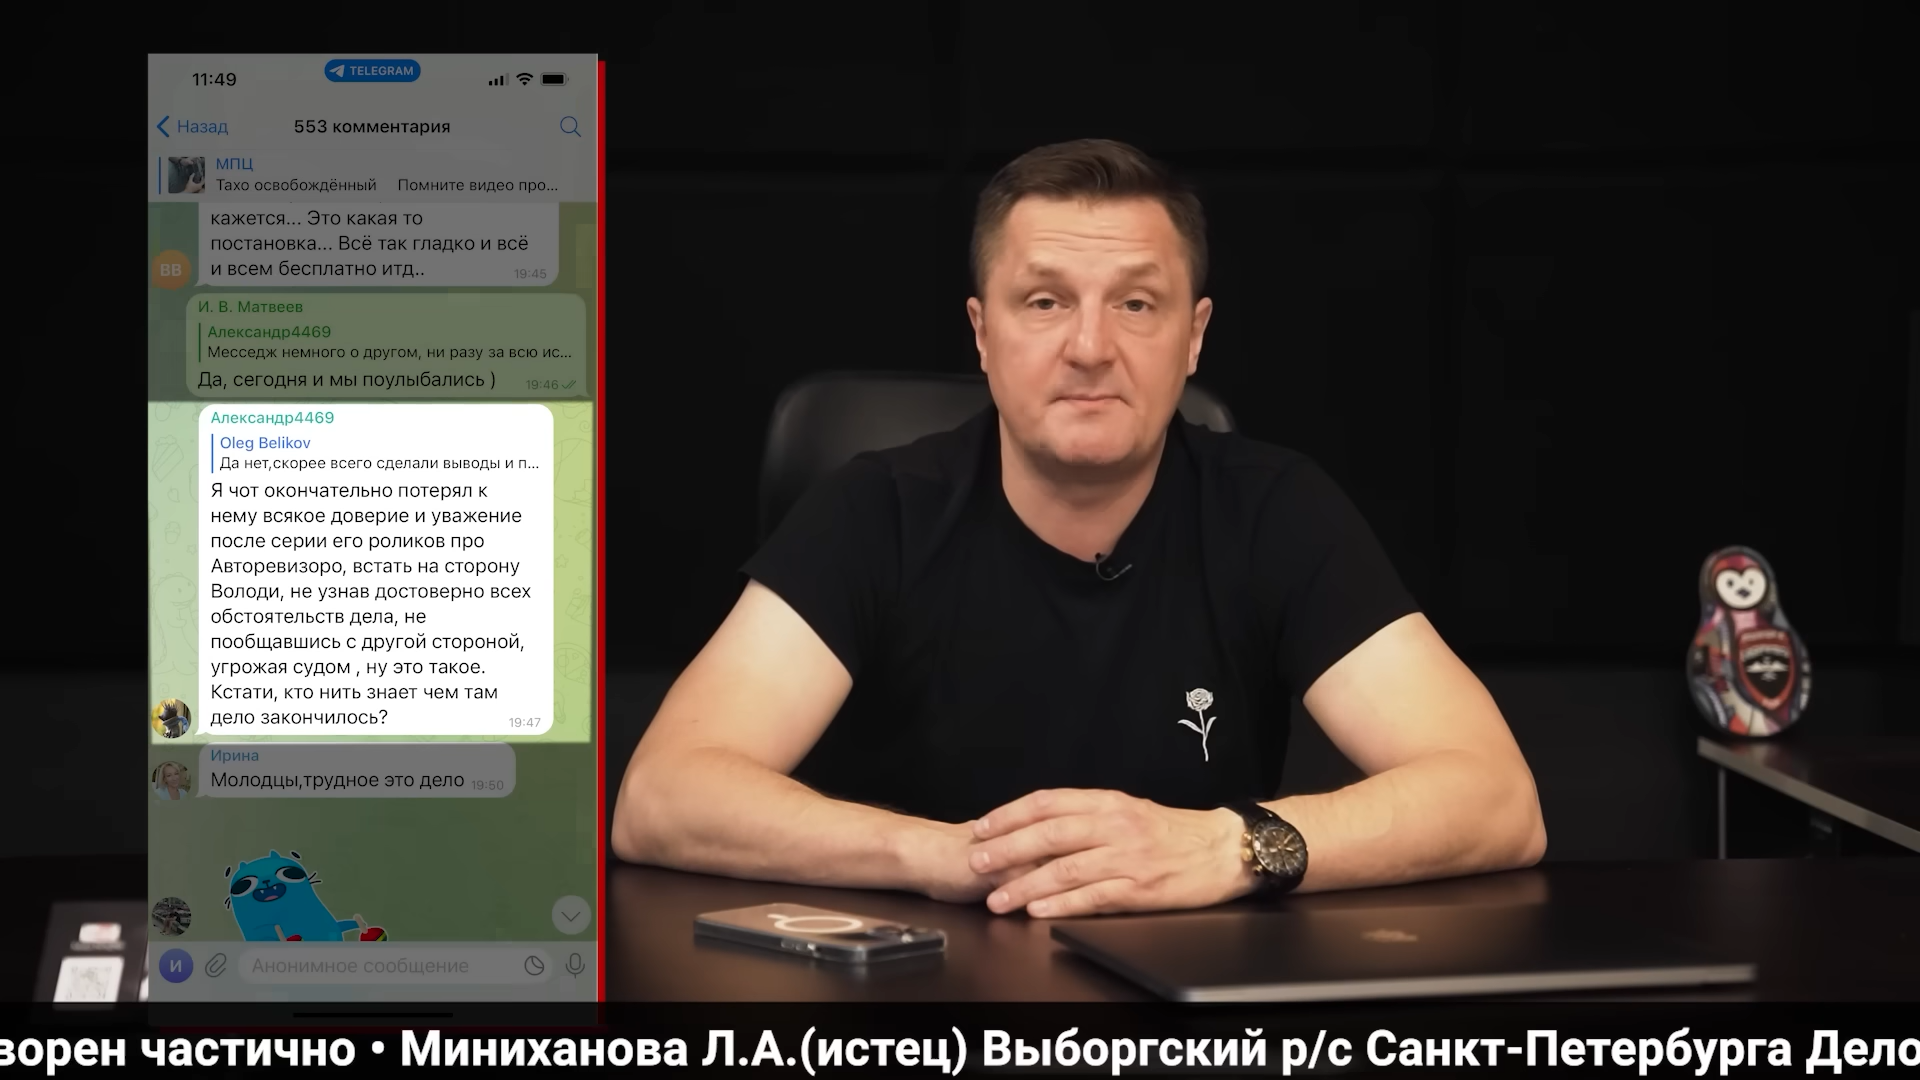 11:49
TELEGRAM
Назад
553 комментария
МПЦ
Тахо освобождённый Помните видео про...
кажется... Это какая то
постановка... Всё так гладко и всё
и всем бесплатно итд..
19:45
ВВ
И. В. Матвеев
Александр4469
Месседж немного о другом, ни разу за всю ис...
Да, сегодня и мы поулыбались )
19:46
Александр4469
Oleg Belikov
Да нет,скорее всего сделали выводы и п...
Я чот окончательно потерял к
нему всякое доверие и уважение
после серии его роликов про
Авторевизоро, встать на сторону
Володи, не узнав достоверно всех
обстоятельств дела, не
пообщавшись с другой стороной,
угрожая судом , ну это такое.
Кстати, кто нить знает чем там
дело закончилось?
19:47
Ирина
Молодцы,трудное это дело
19:50
И
Анонимное сообщение
ворен частично • Миниханова Л.А.(истец) Выборгский р/с Санкт-Петербурга Дело